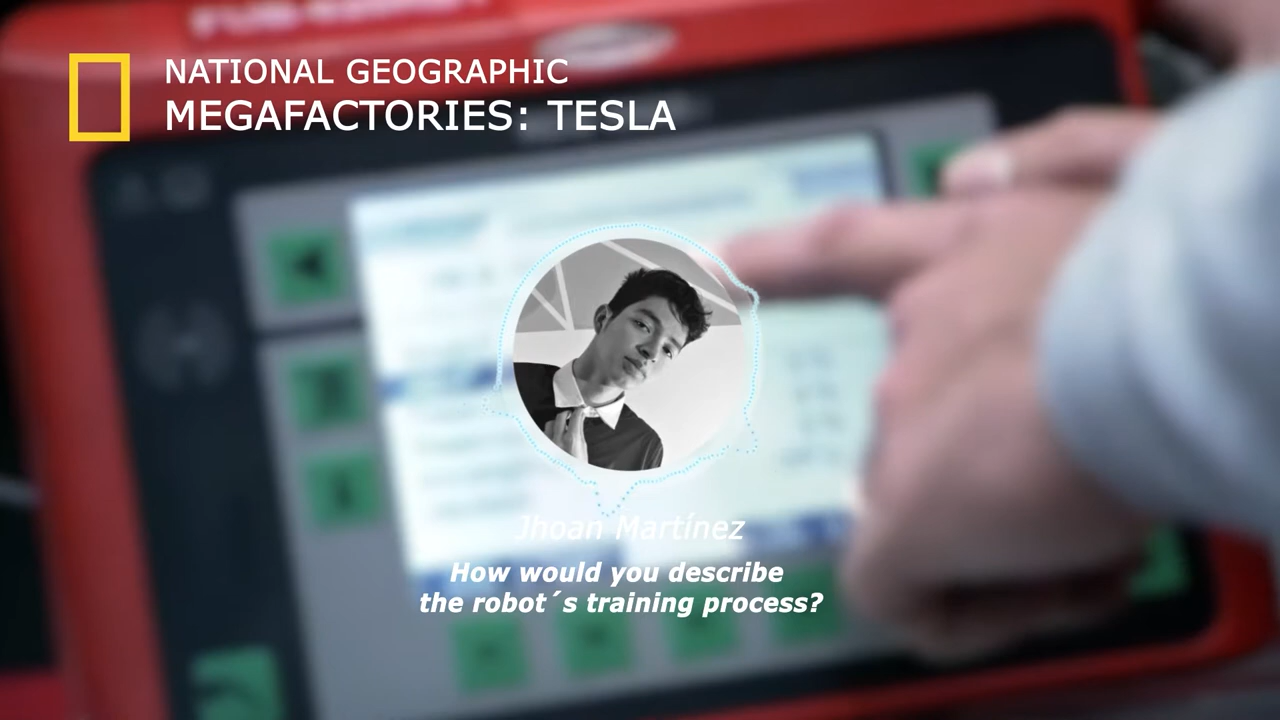 NATIONAL GEOGRAPHIC
MEGAFACTORIES: TESLA
Jhoan Martínez
How would you describe
the robot´s training process?